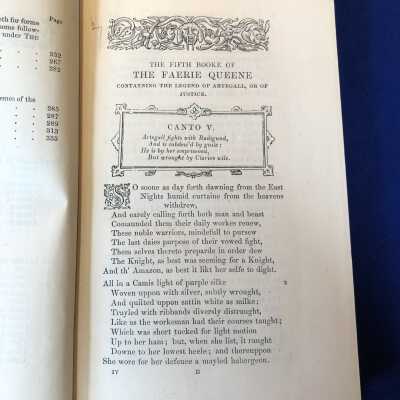 eth for forms
some follow-
under THE
Page
. . 252
. . 267
. . 282
rences of the
. . 285
. . 287
. . 289
. . 313
. . 335
THE FIFTH BOOKE OF
THE FAERIE QUEENE
CONTAYNING THE LEGEND OF ARTEGALL, OR OF
JUSTICE.
CANTO V.
Artegall fights with Radigund,
And is subdew'd by guile:
He is by her emprisoned,
But wrought by Clarins wile.
SO soone as day forth dawning from the East
Nights humid curtaine from the heavens
withdrew,
And earely calling forth both man and beast
Comaunded them their daily workes renew,
These noble warriors, mindefull to pursew
The last daies purpose of their vowed fight,
Them selves thereto preparde in order dew
The Knight, as best was seeming for a Knight,
And th' Amazon, as best it likt her selfe to dight.
All in a Camis light of purple silke 2
Woven uppon with silver, subtly wrought,
And quilted uppon sattin white as milke;
Trayled with ribbands diversly distraught,
Like as the workeman had their courses taught;
Which was short tucked for light motion
Up to her ham; but, when she list, it raught
Downe to her lowest heele; and thereuppon
She wore for her defence a mayled habergeon.
IV B